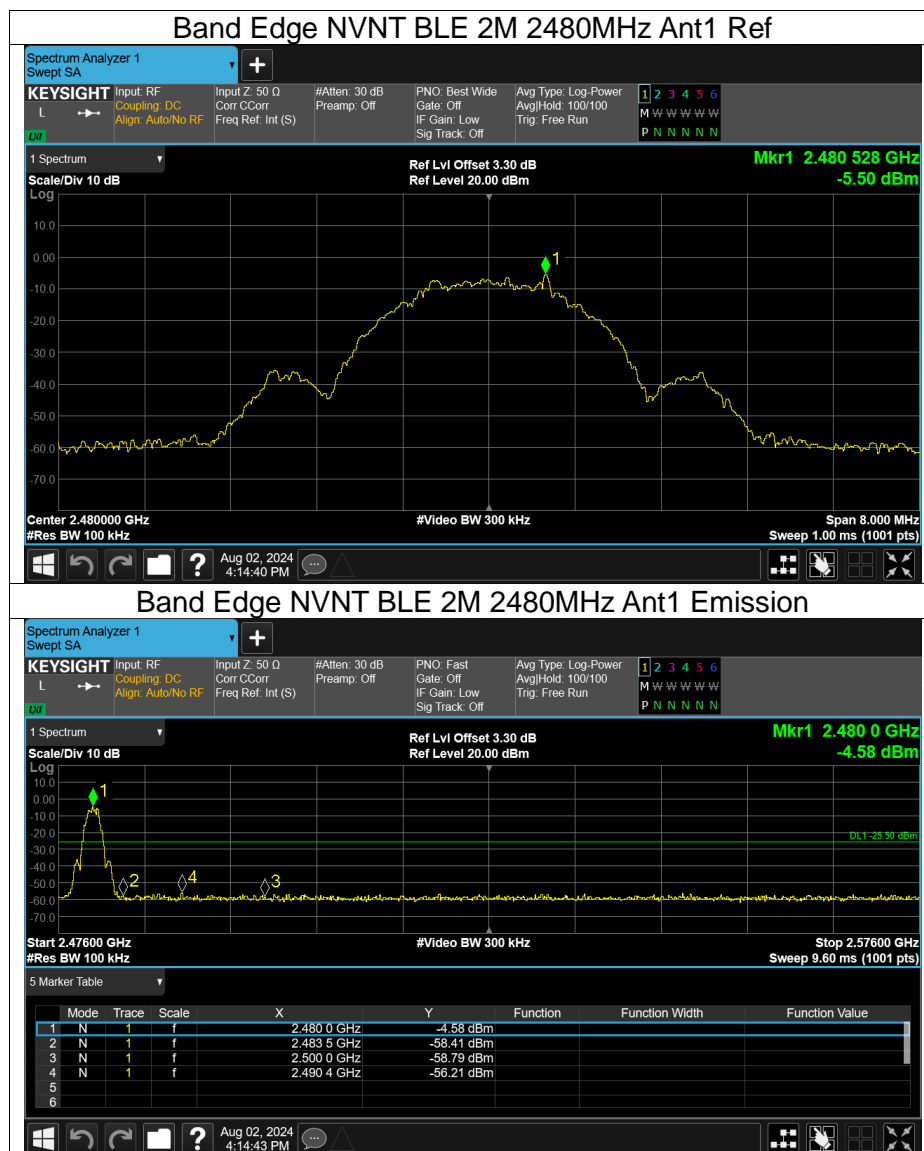 Band Edge NVNT BLE 2M 2480MHz Ant1 Ref
Spectrum Analyzer 1
Swept SA
+
KEYSIGHT Input: RF Input Z: 50 Ω #Atten: 30 dB PNO: Best Wide Avg Type: Log-Power 1 2 3 4 5 6
L Coupling: DC Corr CCorr Preamp: Off Gate: Off Avg|Hold: 100/100 M W W W W W
Align: Auto/No RF Freq Ref: Int (S) IF Gain: Low Trig: Free Run
LXI Sig Track: Off P N N N N N
1 Spectrum Ref Lvl Offset 3.30 dB Mkr1 2.480 528 GHz
Scale/Div 10 dB Ref Level 20.00 dBm -5.50 dBm
Log
10.0
0.00
1
-10.0
-20.0
-30.0
-40.0
-50.0
-60.0
-70.0
Center 2.480000 GHz #Video BW 300 kHz Span 8.000 MHz
#Res BW 100 kHz Sweep 1.00 ms (1001 pts)
? Aug 02, 2024
4:14:40 PM
Band Edge NVNT BLE 2M 2480MHz Ant1 Emission
Spectrum Analyzer 1
Swept SA
+
KEYSIGHT Input: RF Input Z: 50 Ω #Atten: 30 dB PNO: Fast Avg Type: Log-Power 1 2 3 4 5 6
L Coupling: DC Corr CCorr Preamp: Off Gate: Off Avg|Hold: 100/100 M W W W W W
Align: Auto/No RF Freq Ref: Int (S) IF Gain: Low Trig: Free Run
LXI Sig Track: Off P N N N N N
1 Spectrum Ref Lvl Offset 3.30 dB Mkr1 2.480 0 GHz
Scale/Div 10 dB Ref Level 20.00 dBm -4.58 dBm
Log
10.0 1
0.00
-10.0
-20.0 DL1 -25.50 dBm
-30.0
-40.0
-50.0 2 4 3
-60.0
-70.0
Start 2.47600 GHz #Video BW 300 kHz Stop 2.57600 GHz
#Res BW 100 kHz Sweep 9.60 ms (1001 pts)
5 Marker Table
Mode Trace Scale X Y Function Function Width Function Value
1 N 1 f 2.480 0 GHz -4.58 dBm
2 N 1 f 2.483 5 GHz -58.41 dBm
3 N 1 f 2.500 0 GHz -58.79 dBm
4 N 1 f 2.490 4 GHz -56.21 dBm
5
6
? Aug 02, 2024
4:14:43 PM